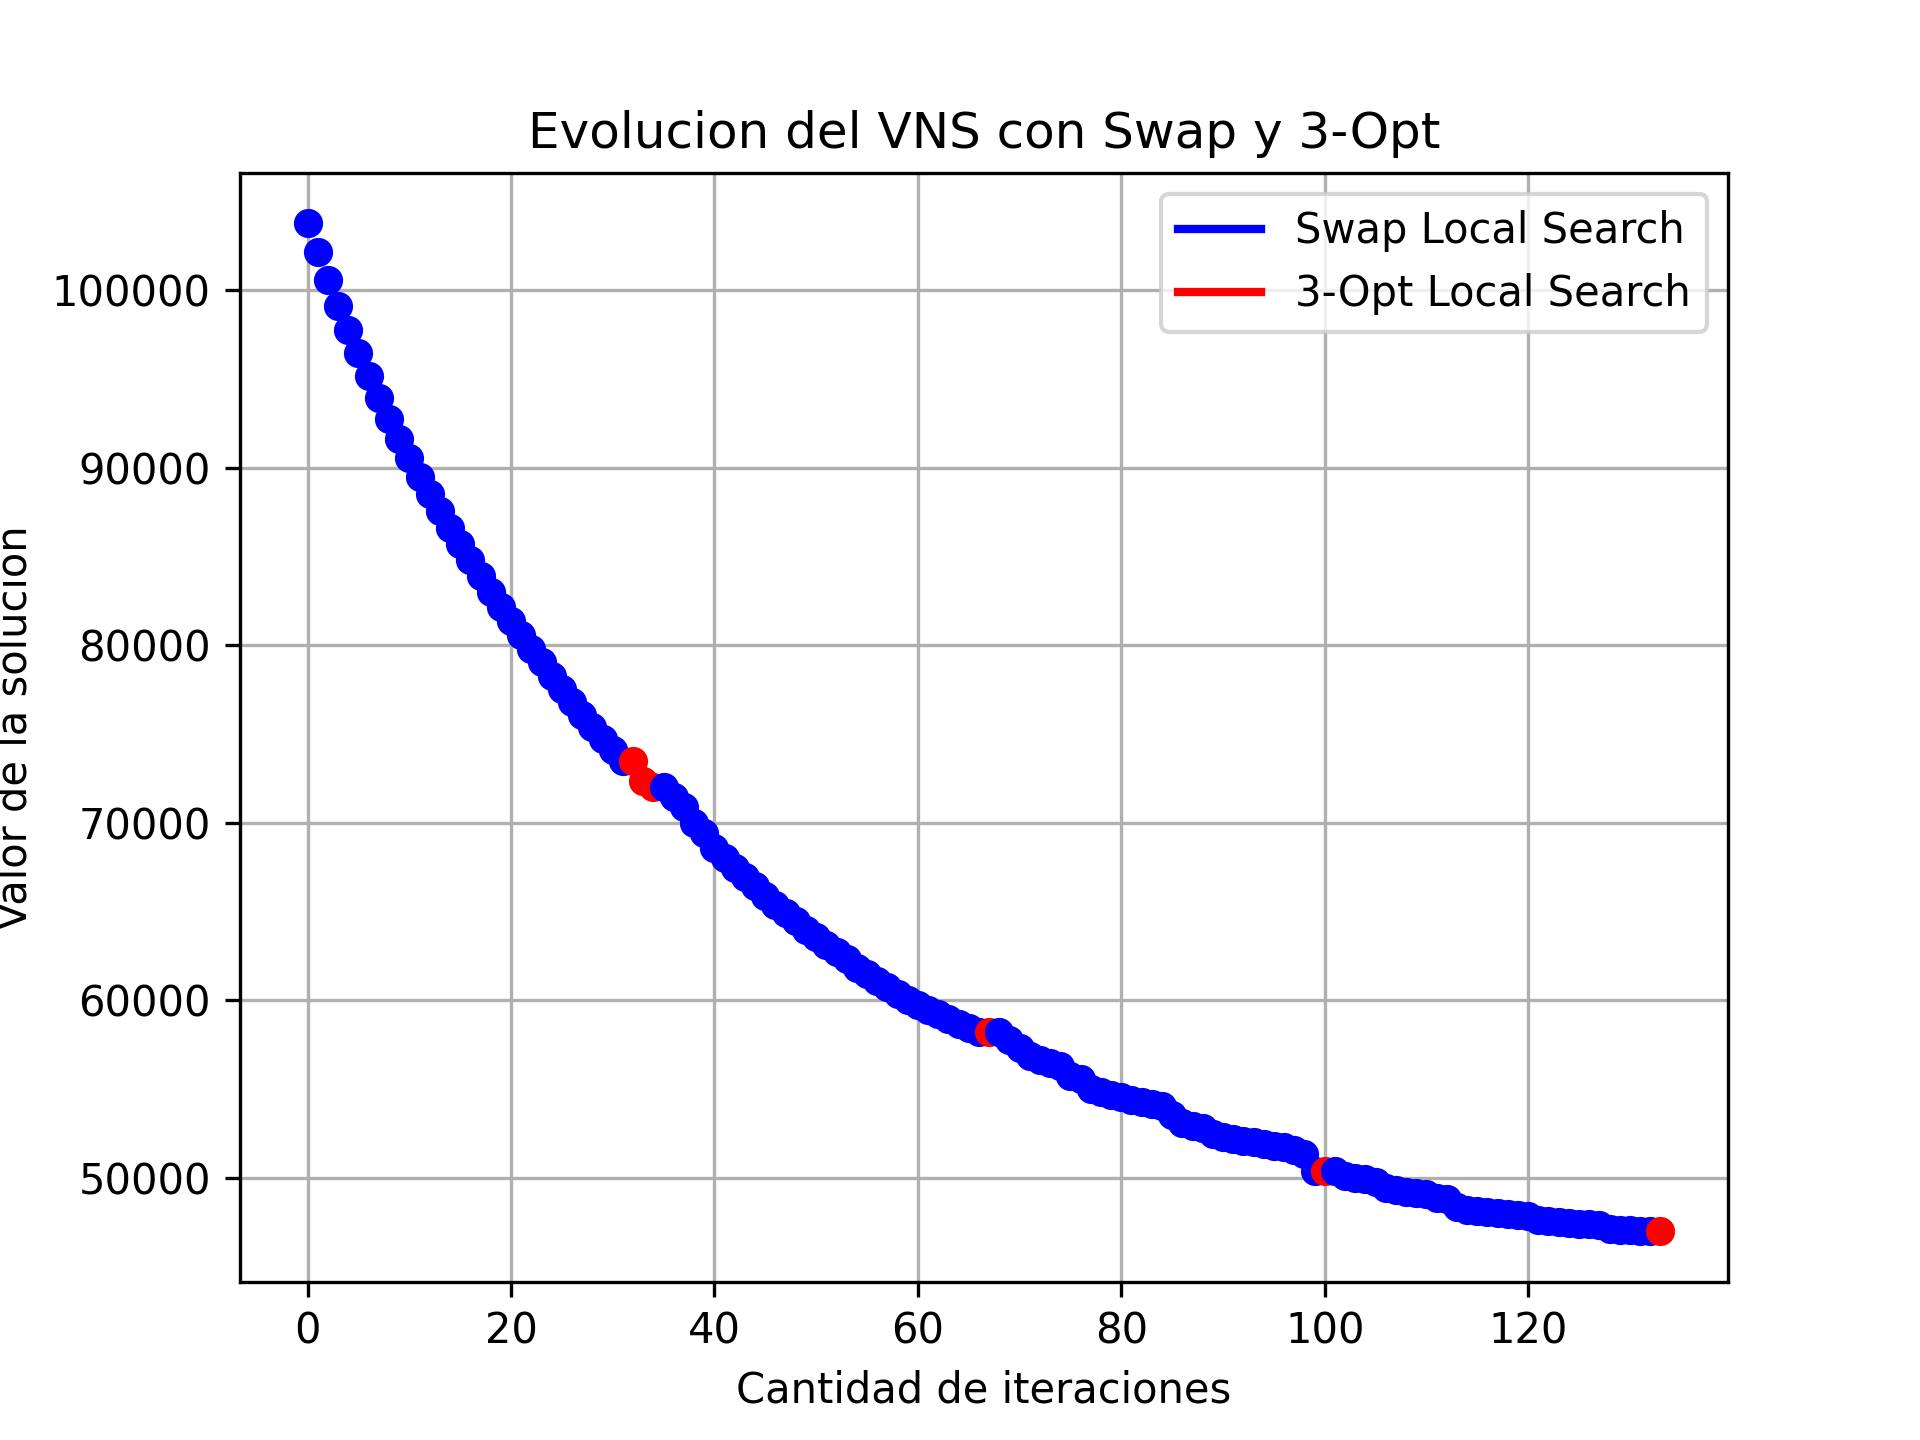 Evolucion del VNS con Swap y 3-Opt
Swap Local Search
3-Opt Local Search
Valor de la solucion
100000
90000
80000
70000
60000
50000
0 20 40 60 80 100 120
Cantidad de iteraciones